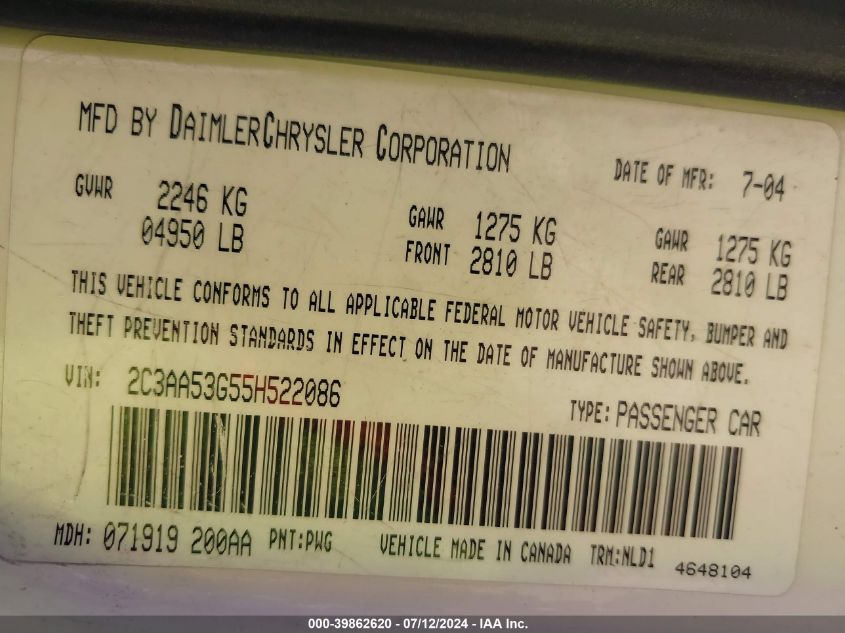 MFD BY DAIMLERCHRYSLER CORPORATION DATE OF MFR: 7-04
GVWR 2246 KG GAWR 1275 KG GAWR 1275 KG
04950 LB FRONT 2810 LB REAR 2810 LB
THIS VEHICLE CONFORMS TO ALL APPLICABLE FEDERAL MOTOR VEHICLE SAFETY, BUMPER AND
THEFT PREVENTION STANDARDS IN EFFECT ON THE DATE OF MANUFACTURE SHOWN ABOVE.
VIN: 2C3AA53G55H522086 TYPE: PASSENGER CAR
MDH: 071919 200AA PNT:PWG VEHICLE MADE IN CANADA TRM:NLD1 4648104
000-39862620 - 07/12/2024 - IAA Inc.